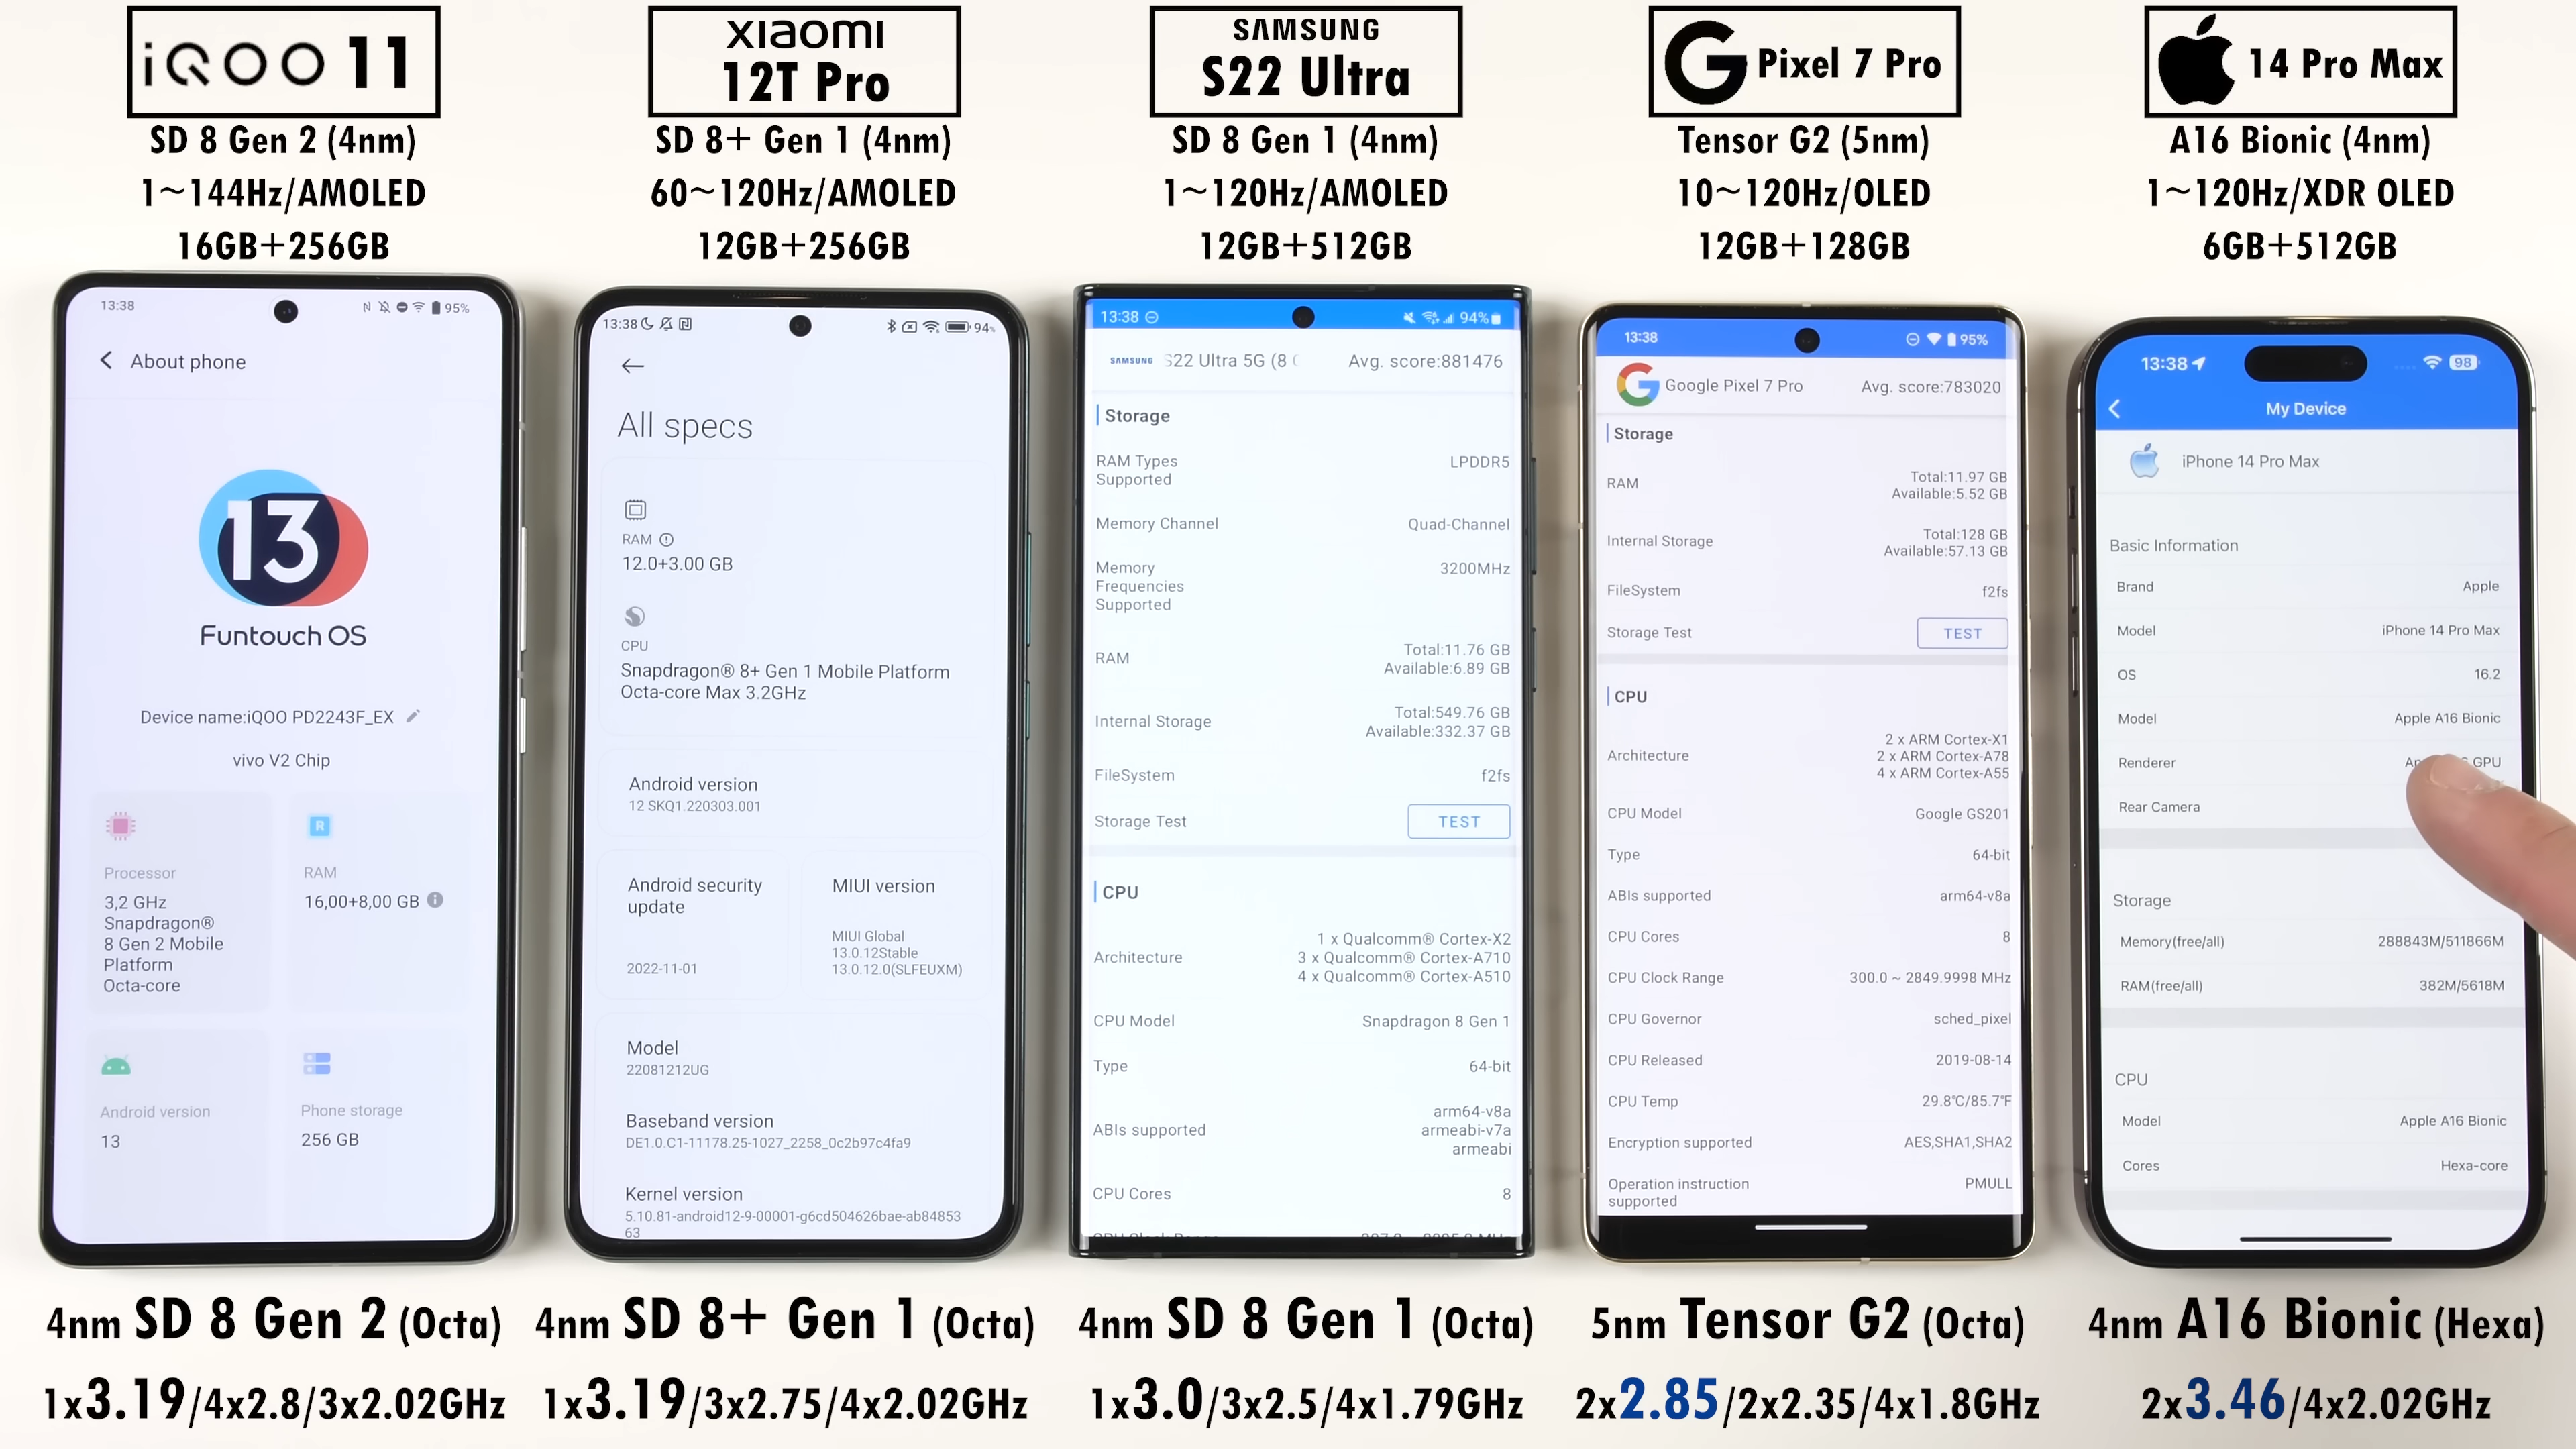 iQOO 11
SD 8 Gen 2 (4nm)
1~144Hz/AMOLED
16GB+256GB
xiaomi
12T Pro
SD 8+ Gen 1 (4nm)
60~120Hz/AMOLED
12GB+256GB
SAMSUNG
S22 Ultra
SD 8 Gen 1 (4nm)
1~120Hz/AMOLED
12GB+512GB
G Pixel 7 Pro
Tensor G2 (5nm)
10~120Hz/OLED
12GB+128GB
14 Pro Max
A16 Bionic (4nm)
1~120Hz/XDR OLED
6GB+512GB
13:38 95%
About phone
13
Funtouch OS
Device name:iQOO PD2243F_EX
vivo V2 Chip
Processor
3,2 GHz
Snapdragon®
8 Gen 2 Mobile
Platform
Octa-core
R
RAM
16,00+8,00 GB
Android version
13
Phone storage
256 GB
13:38 94%
All specs
RAM
12.0+3.00 GB
CPU
Snapdragon® 8+ Gen 1 Mobile Platform
Octa-core Max 3.2GHz
Android version
12 SKQ1.220303.001
Android security
update
2022-11-01
MIUI version
MIUI Global
13.0.12Stable
13.0.12.0(SLFEUXM)
Model
22081212UG
Baseband version
DE1.0.C1-11178.25-1027_2258_0c2b97c4fa9
Kernel version
5.10.81-android12-9-00001-g6cd504626bae-ab84853
63
13:38 94%
SAMSUNG S22 Ultra 5G (8 Avg. score:881476
Storage
RAM Types
Supported
LPDDR5
Memory Channel Quad-Channel
Memory
Frequencies
Supported
3200MHz
RAM
Total:11.76 GB
Available:6.89 GB
Internal Storage
Total:549.76 GB
Available:332.37 GB
FileSystem f2fs
Storage Test TEST
CPU
Architecture
1 x Qualcomm® Cortex-X2
3 x Qualcomm® Cortex-A710
4 x Qualcomm® Cortex-A510
CPU Model Snapdragon 8 Gen 1
Type 64-bit
ABIs supported
arm64-v8a
armeabi-v7a
armeabi
CPU Cores 8
13:38 95%
G Google Pixel 7 Pro Avg. score:783020
Storage
RAM
Total:11.97 GB
Available:5.52 GB
Internal Storage
Total:128 GB
Available:57.13 GB
FileSystem f2fs
Storage Test TEST
CPU
Architecture
2 x ARM Cortex-X1
2 x ARM Cortex-A78
4 x ARM Cortex-A55
CPU Model Google GS201
Type 64-bit
ABIs supported arm64-v8a
CPU Cores 8
CPU Clock Range 300.0 ~ 2849.9998 MHz
CPU Governor sched_pixel
CPU Released 2019-08-14
CPU Temp 29.8℃/85.7℉
Encryption supported AES,SHA1,SHA2
Operation instruction
supported
PMULL
13:38 98
My Device
iPhone 14 Pro Max
Basic Information
Brand Apple
Model iPhone 14 Pro Max
OS 16.2
Model Apple A16 Bionic
Renderer GPU
Rear Camera
Storage
Memory(free/all) 288843M/511866M
RAM(free/all) 382M/5618M
CPU
Model Apple A16 Bionic
Cores Hexa-core
4nm SD 8 Gen 2 (Octa)
1x3.19/4x2.8/3x2.02GHz
4nm SD 8+ Gen 1 (Octa)
1x3.19/3x2.75/4x2.02GHz
4nm SD 8 Gen 1 (Octa)
1x3.0/3x2.5/4x1.79GHz
5nm Tensor G2 (Octa)
2x2.85/2x2.35/4x1.8GHz
4nm A16 Bionic (Hexa)
2x3.46/4x2.02GHz